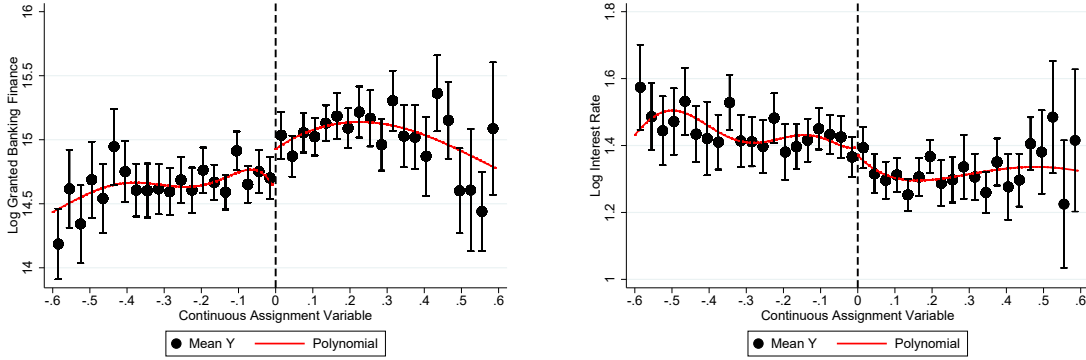 Log Granted Banking Finance
16
15.5
15
14.5
14
-.6 -.5 -.4 -.3 -.2 -.1 0 .1 .2 .3 .4 .5 .6
Continuous Assignment Variable
Mean Y Polynomial
Log Interest Rate
1.8
1.6
1.4
1.2
1
-.6 -.5 -.4 -.3 -.2 -.1 0 .1 .2 .3 .4 .5 .6
Continuous Assignment Variable
Mean Y Polynomial